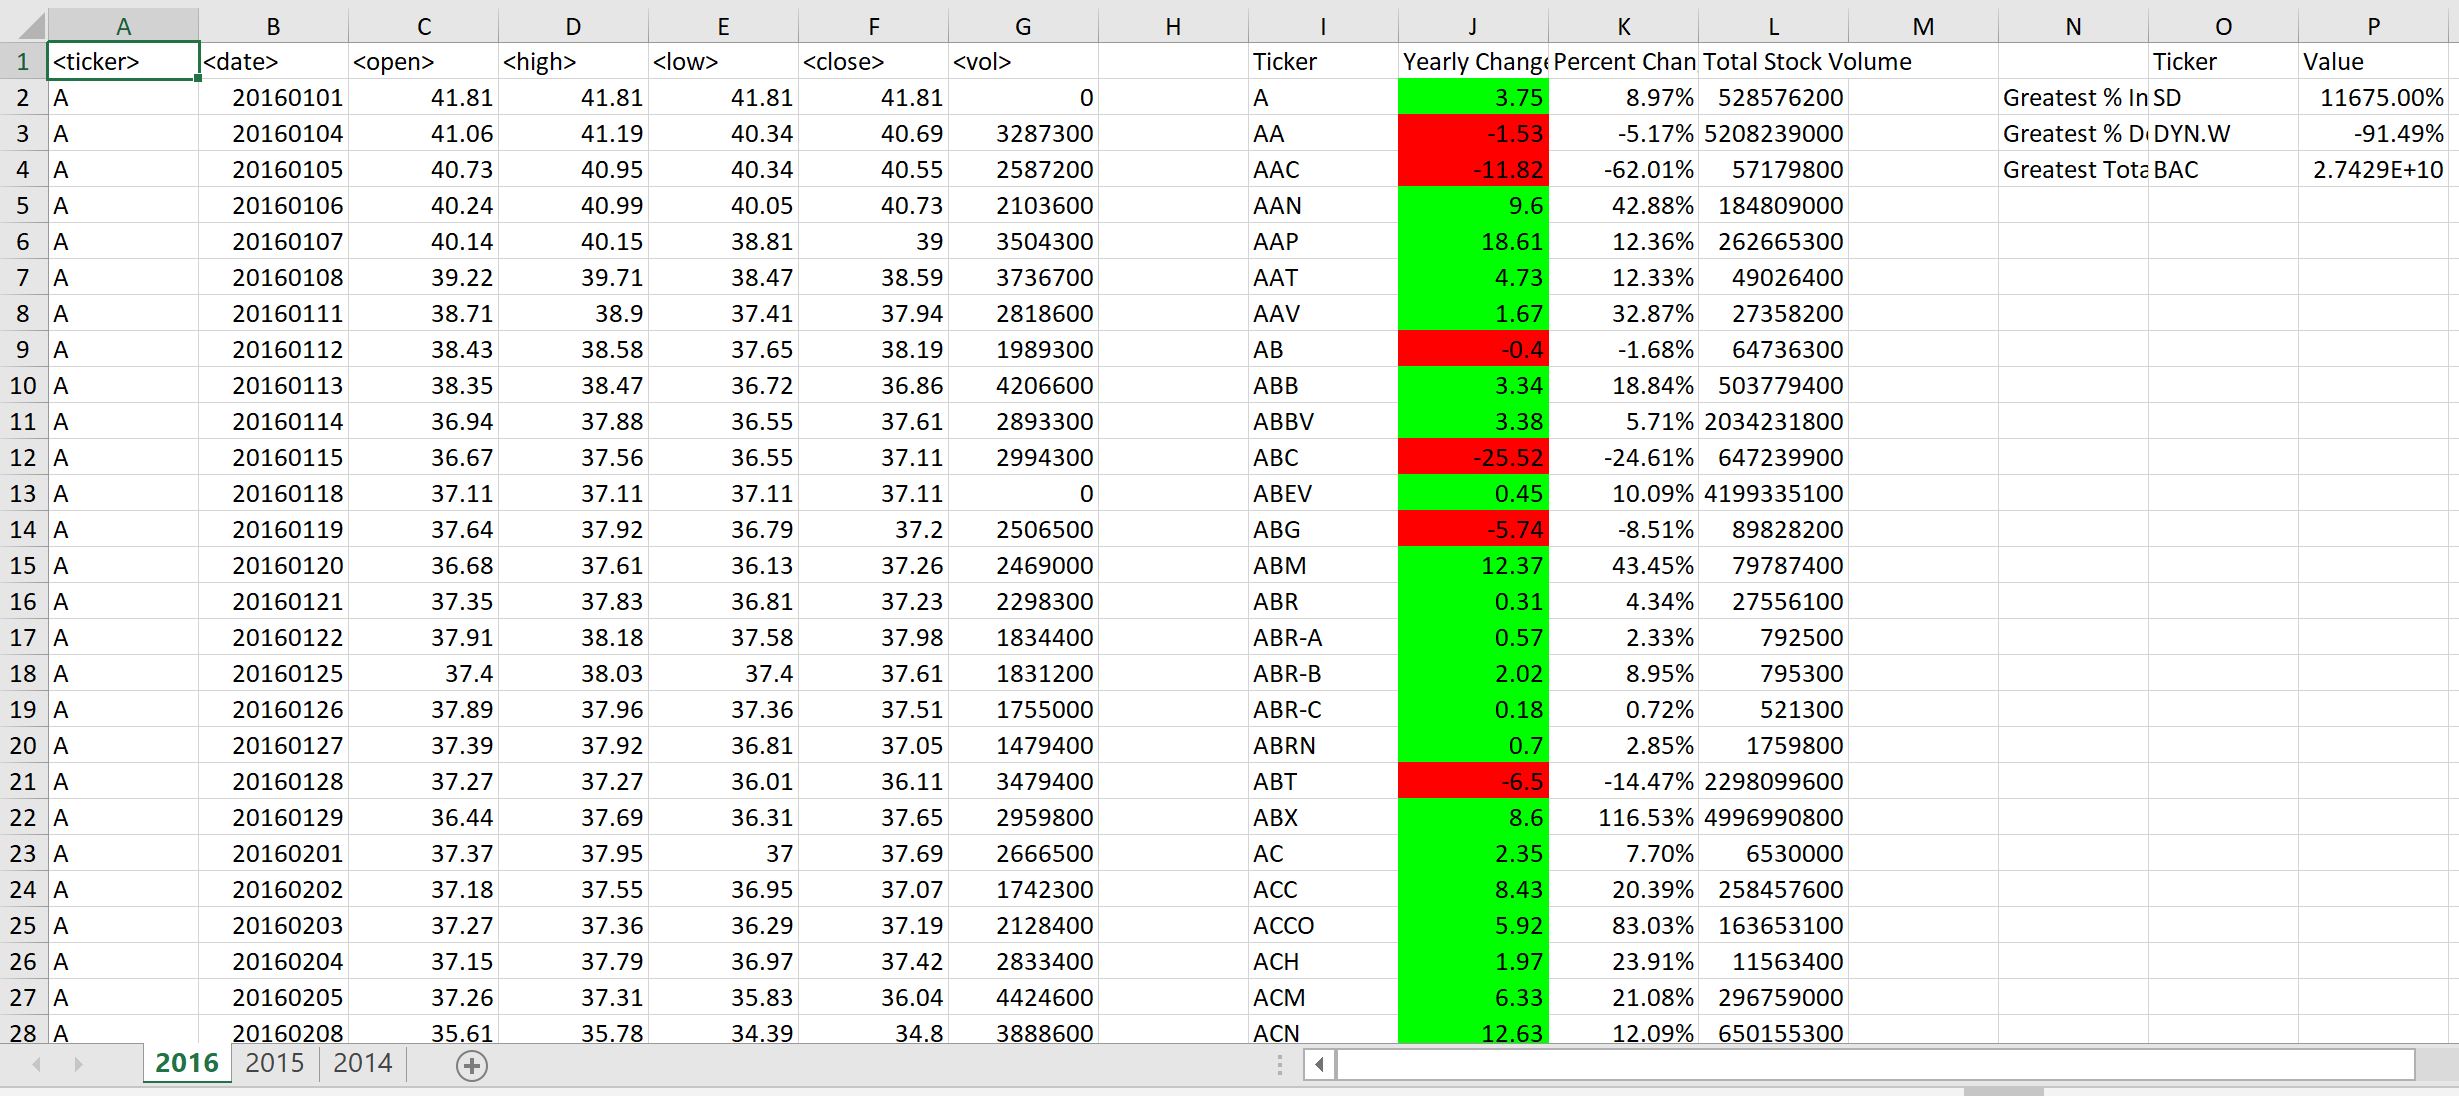 A B C D E F G H I J K L M N O P
1 <ticker> <date> <open> <high> <low> <close> <vol> Ticker Yearly Change Percent Chan Total Stock Volume Ticker Value
2 A 20160101 41.81 41.81 41.81 41.81 0 A 3.75 8.97% 528576200 Greatest % In SD 11675.00%
3 A 20160104 41.06 41.19 40.34 40.69 3287300 AA -1.53 -5.17% 5208239000 Greatest % De DYN.W -91.49%
4 A 20160105 40.73 40.95 40.34 40.55 2587200 AAC -11.82 -62.01% 57179800 Greatest Tota BAC 2.7429E+10
5 A 20160106 40.24 40.99 40.05 40.73 2103600 AAN 9.6 42.88% 184809000
6 A 20160107 40.14 40.15 38.81 39 3504300 AAP 18.61 12.36% 262665300
7 A 20160108 39.22 39.71 38.47 38.59 3736700 AAT 4.73 12.33% 49026400
8 A 20160111 38.71 38.9 37.41 37.94 2818600 AAV 1.67 32.87% 27358200
9 A 20160112 38.43 38.58 37.65 38.19 1989300 AB -0.4 -1.68% 64736300
10 A 20160113 38.35 38.47 36.72 36.86 4206600 ABB 3.34 18.84% 503779400
11 A 20160114 36.94 37.88 36.55 37.61 2893300 ABBV 3.38 5.71% 2034231800
12 A 20160115 36.67 37.56 36.55 37.11 2994300 ABC -25.52 -24.61% 647239900
13 A 20160118 37.11 37.11 37.11 37.11 0 ABEV 0.45 10.09% 4199335100
14 A 20160119 37.64 37.92 36.79 37.2 2506500 ABG -5.74 -8.51% 89828200
15 A 20160120 36.68 37.61 36.13 37.26 2469000 ABM 12.37 43.45% 79787400
16 A 20160121 37.35 37.83 36.81 37.23 2298300 ABR 0.31 4.34% 27556100
17 A 20160122 37.91 38.18 37.58 37.98 1834400 ABR-A 0.57 2.33% 792500
18 A 20160125 37.4 38.03 37.4 37.61 1831200 ABR-B 2.02 8.95% 795300
19 A 20160126 37.89 37.96 37.36 37.51 1755000 ABR-C 0.18 0.72% 521300
20 A 20160127 37.39 37.92 36.81 37.05 1479400 ABRN 0.7 2.85% 1759800
21 A 20160128 37.27 37.27 36.01 36.11 3479400 ABT -6.5 -14.47% 2298099600
22 A 20160129 36.44 37.69 36.31 37.65 2959800 ABX 8.6 116.53% 4996990800
23 A 20160201 37.37 37.95 37 37.69 2666500 AC 2.35 7.70% 6530000
24 A 20160202 37.18 37.55 36.95 37.07 1742300 ACC 8.43 20.39% 258457600
25 A 20160203 37.27 37.36 36.29 37.19 2128400 ACCO 5.92 83.03% 163653100
26 A 20160204 37.15 37.79 36.97 37.42 2833400 ACH 1.97 23.91% 11563400
27 A 20160205 37.26 37.31 35.83 36.04 4424600 ACM 6.33 21.08% 296759000
28 A 20160208 35.61 35.78 34.39 34.8 3888600 ACN 12.63 12.09% 650155300
2016 2015 2014